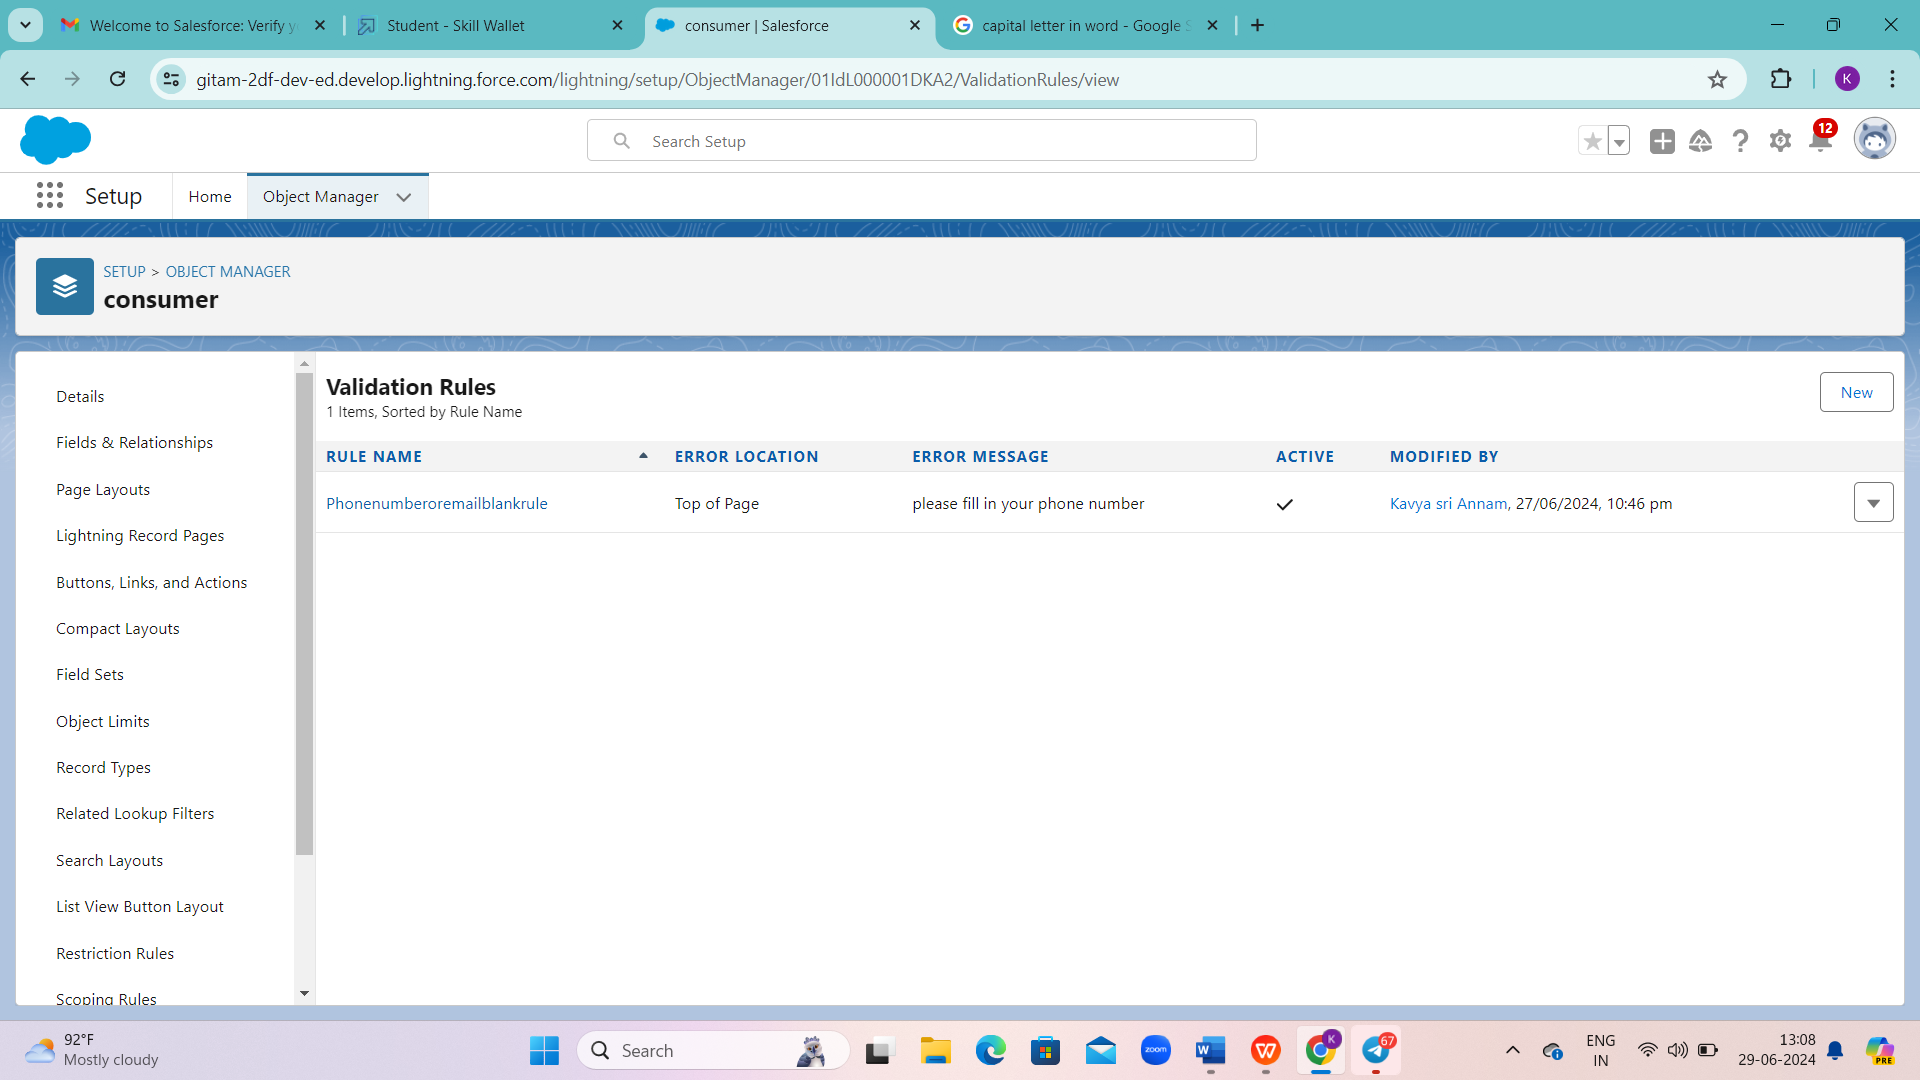 Welcome to Salesforce: Verify y
Student - Skill Wallet
consumer | Salesforce
capital letter in word - Google S
gitam-2df-dev-ed.develop.lightning.force.com/lightning/setup/ObjectManager/01IdL000001DKA2/ValidationRules/view
K
Search Setup
12
Setup
Home
Object Manager
SETUP > OBJECT MANAGER
consumer
Details
Fields & Relationships
Page Layouts
Lightning Record Pages
Buttons, Links, and Actions
Compact Layouts
Field Sets
Object Limits
Record Types
Related Lookup Filters
Search Layouts
List View Button Layout
Restriction Rules
Scoping Rules
Validation Rules
1 Items, Sorted by Rule Name
New
RULE NAME ERROR LOCATION ERROR MESSAGE ACTIVE MODIFIED BY
Phonenumberoremailblankrule Top of Page please fill in your phone number Kavya sri Annam, 27/06/2024, 10:46 pm
92°F
Mostly cloudy
Search
zoom
W
W
K
67
ENG
IN
13:08
29-06-2024
PRE